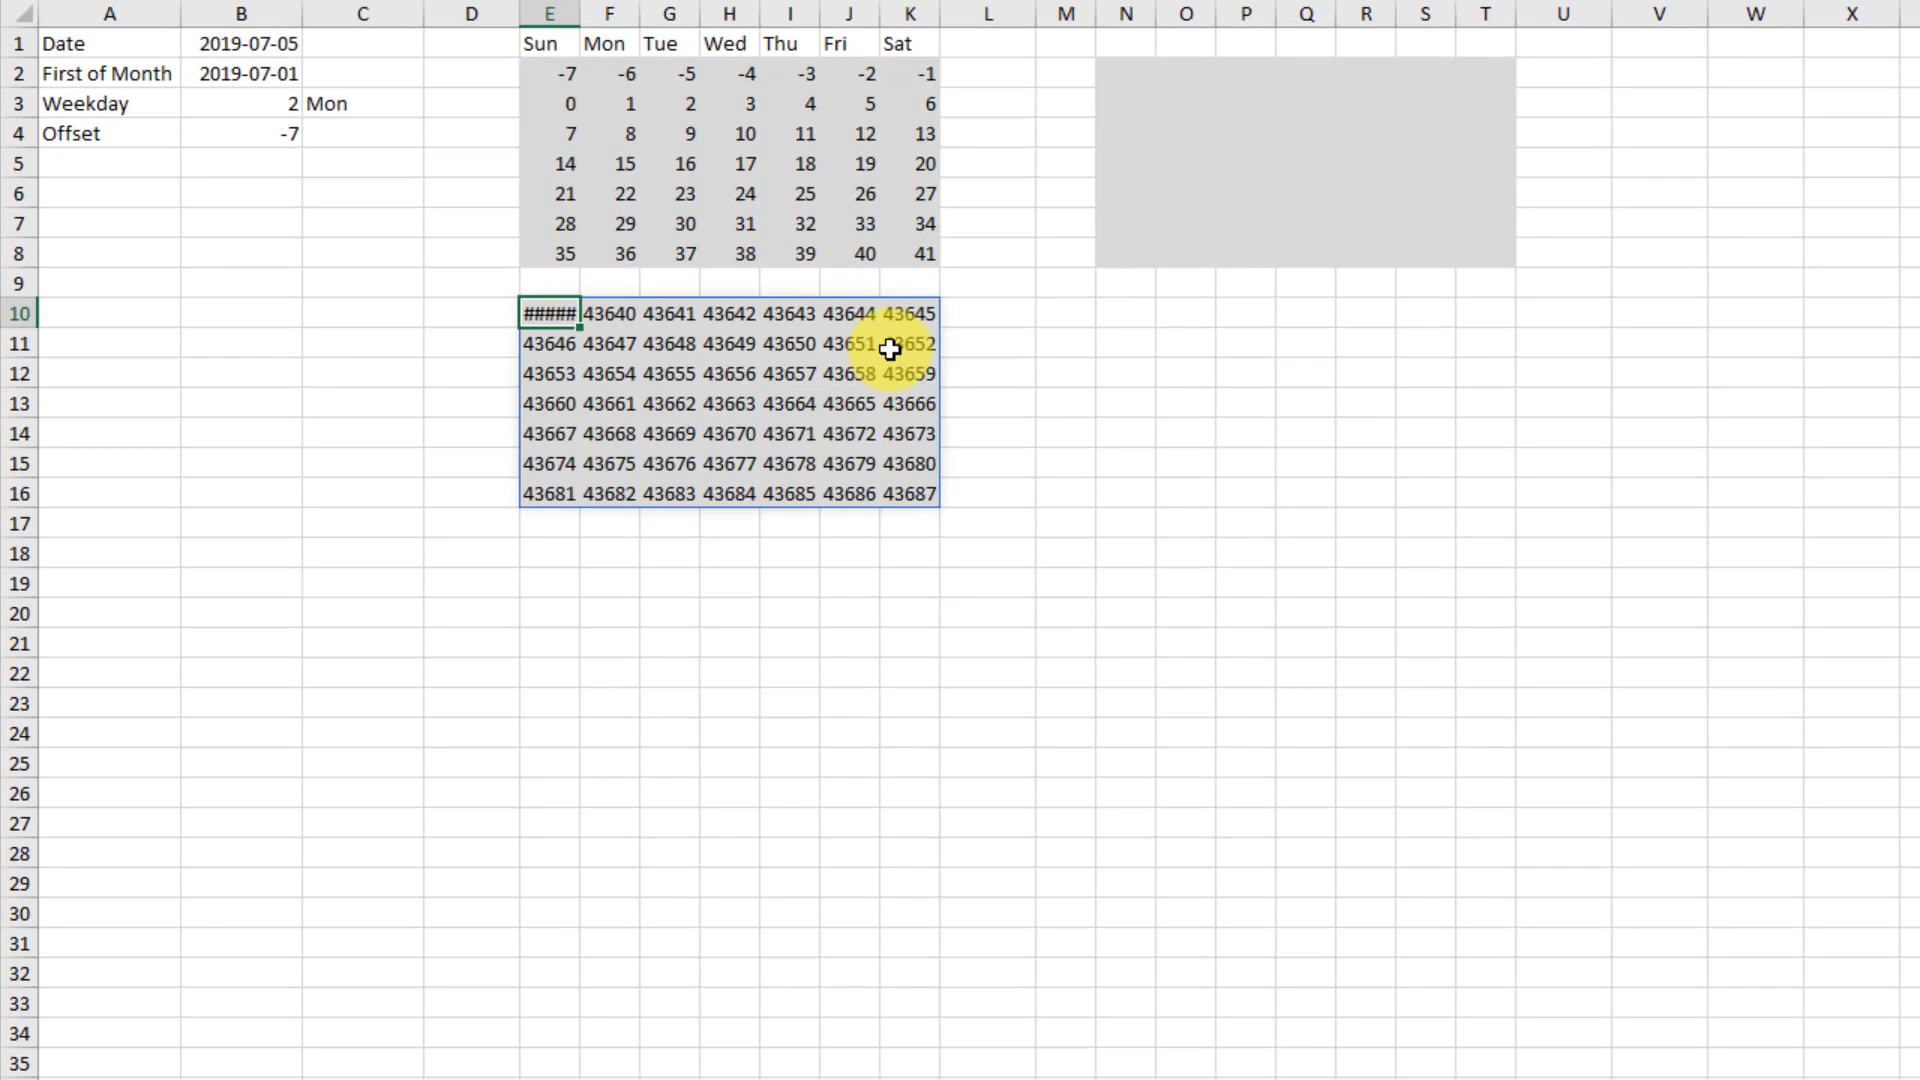 E F G H I J K L M N O P Q R S T U V W X A B C D
1 Date 2019-07-05 Sun Mon Tue Wed Thu Fri Sat
2 First of Month 2019-07-01 -7 -6 -5 -4 -3 -2 -1
3 Weekday 2 Mon 0 1 2 3 4 5 6
4 Offset -7 7 8 9 10 11 12 13
5 14 15 16 17 18 19 20
6 21 22 23 24 25 26 27
7 28 29 30 31 32 33 34
8 35 36 37 38 39 40 41
9
10 ##### 43640 43641 43642 43643 43644 43645
11 43646 43647 43648 43649 43650 43651 43652
12 43653 43654 43655 43656 43657 43658 43659
13 43660 43661 43662 43663 43664 43665 43666
14 43667 43668 43669 43670 43671 43672 43673
15 43674 43675 43676 43677 43678 43679 43680
16 43681 43682 43683 43684 43685 43686 43687
17
18
19
20
21
22
23
24
25
26
27
28
29
30
31
32
33
34
35